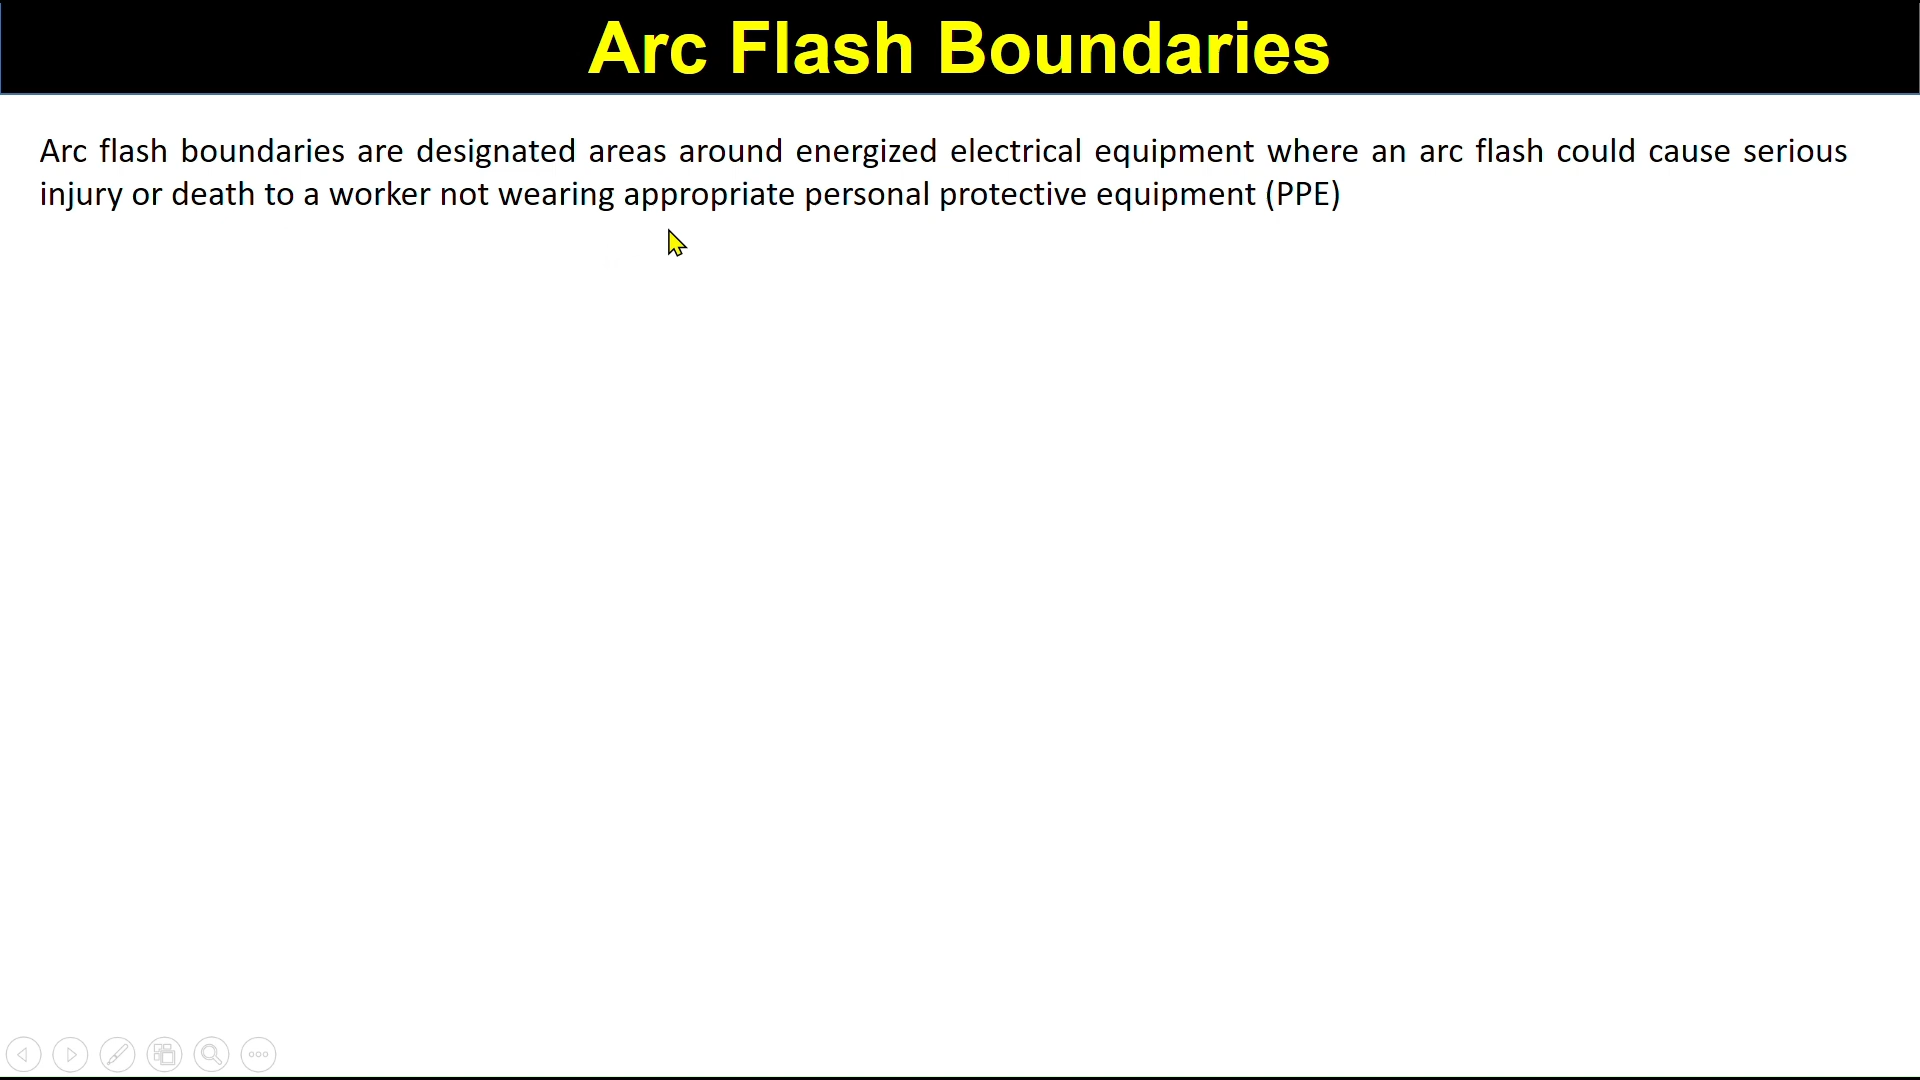 Arc Flash Boundaries
Arc flash boundaries are designated areas around energized electrical equipment where an arc flash could cause serious
injury or death to a worker not wearing appropriate personal protective equipment (PPE)